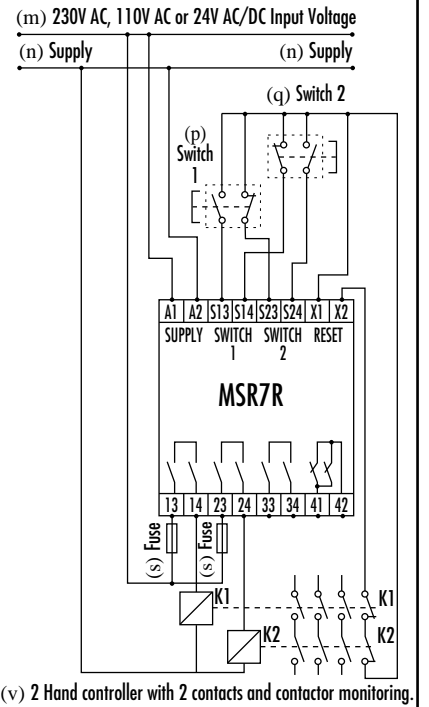 (m) 230V AC, 110V AC or 24V AC/DC Input Voltage
(n) Supply (n) Supply
(q) Switch 2
(p)
Switch
1
A1 A2 S13 S14 S23 S24 X1 X2
SUPPLY SWITCH SWITCH RESET
1 2
MSR7R
13 14 23 24 33 34 41 42
(s) Fuse (s) Fuse
K1 K1
K2 K2
(v) 2 Hand controller with 2 contacts and contactor monitoring.